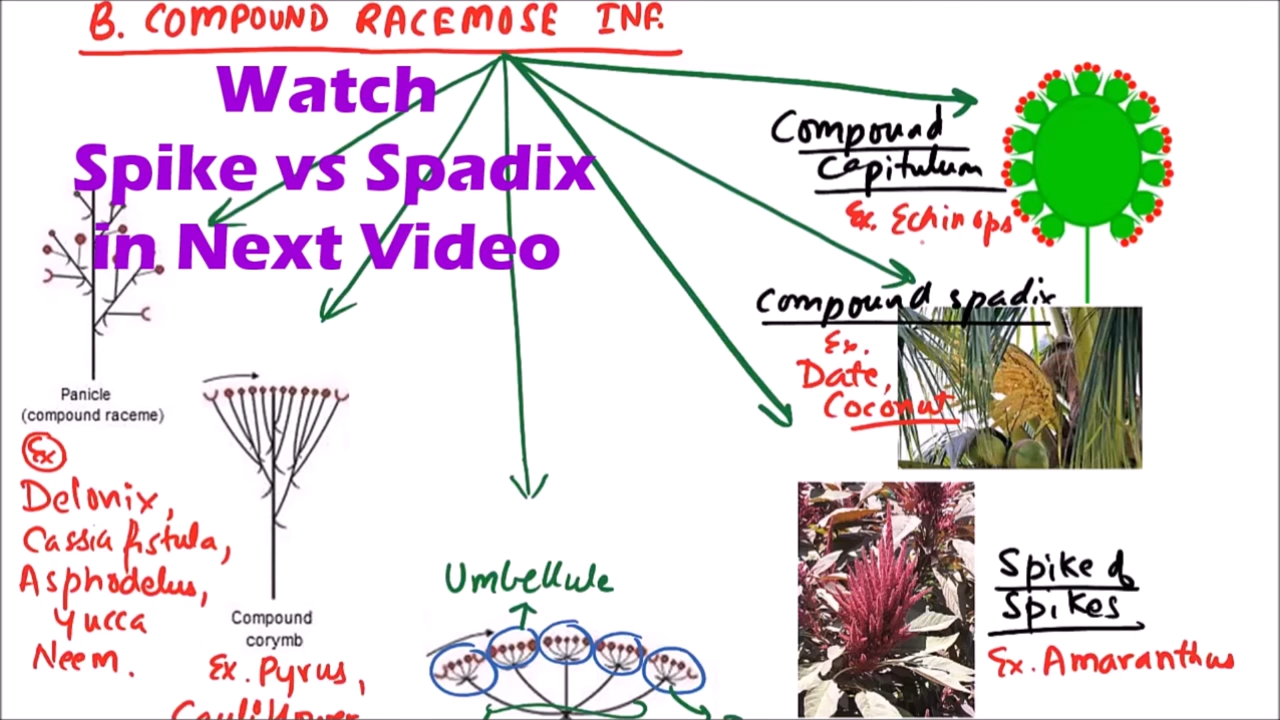 B. COMPOUND RACEMOSE INF.
Watch
Spike vs Spadix
in Next Video
Compound
Capitulum
Ex. Echinops
Compound spadix
Ex.
Date,
Coconut
Panicle
(compound raceme)
Ex
Delonix,
Cassia fistula,
Asphodelus,
Yucca
Neem.
Compound
corymb
Ex. Pyrus,
Cauliflower
Umbellule
Spike of
Spikes
Ex. Amaranthus